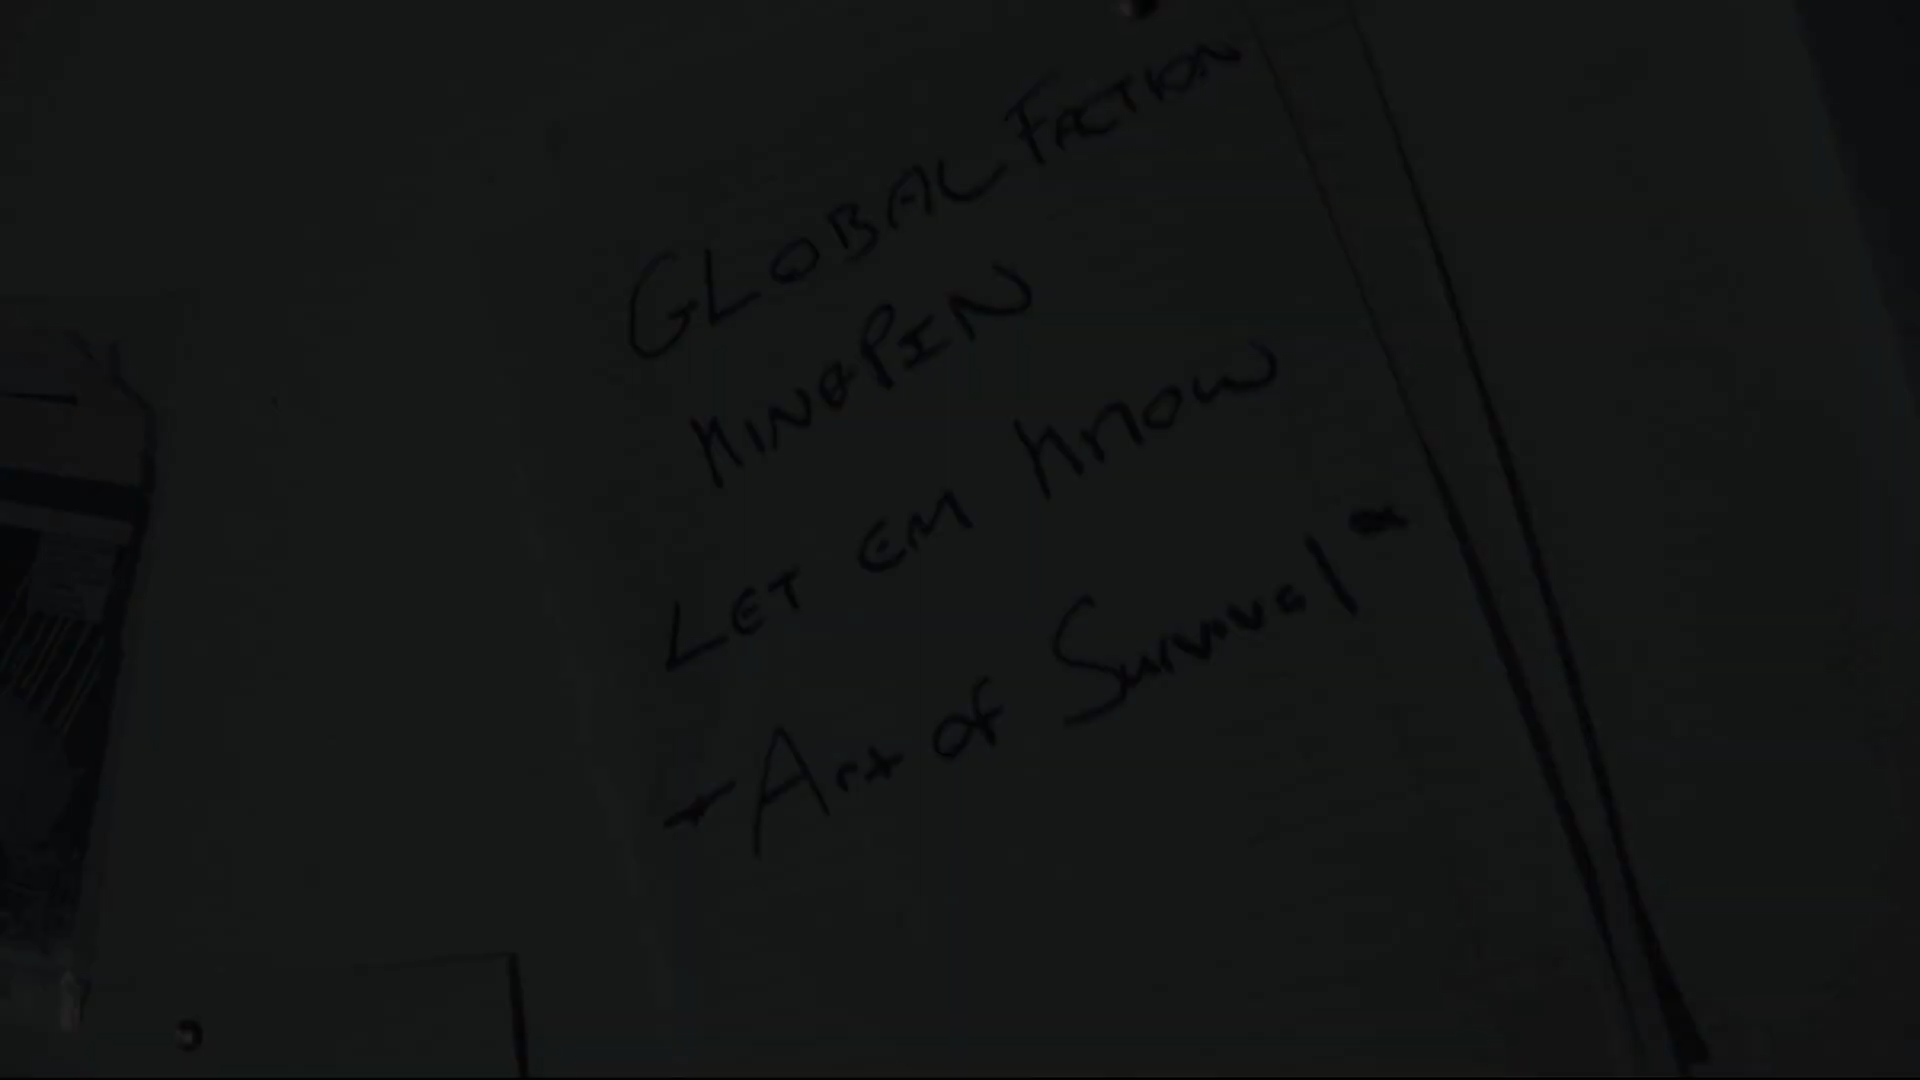 GLOBAL FACTION
KINGPIN
LET EM KNOW
- Art of Survival -